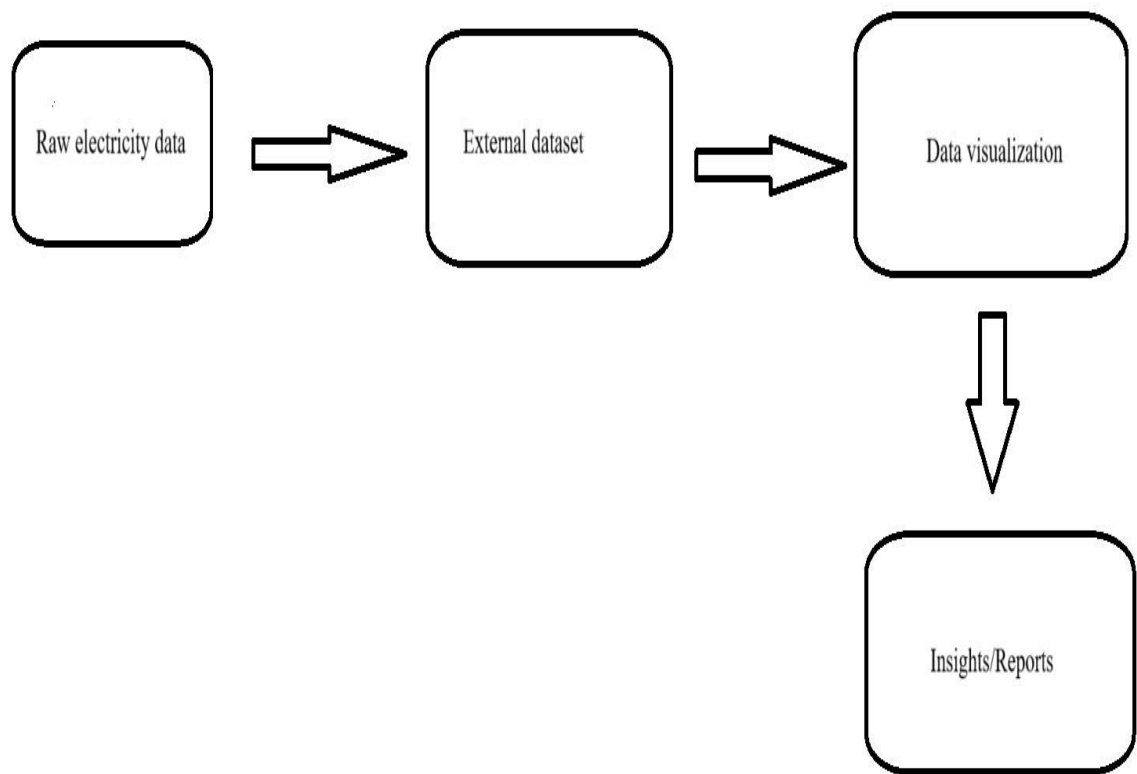 Raw electricity data
External dataset
Data visualization
Insights/Reports